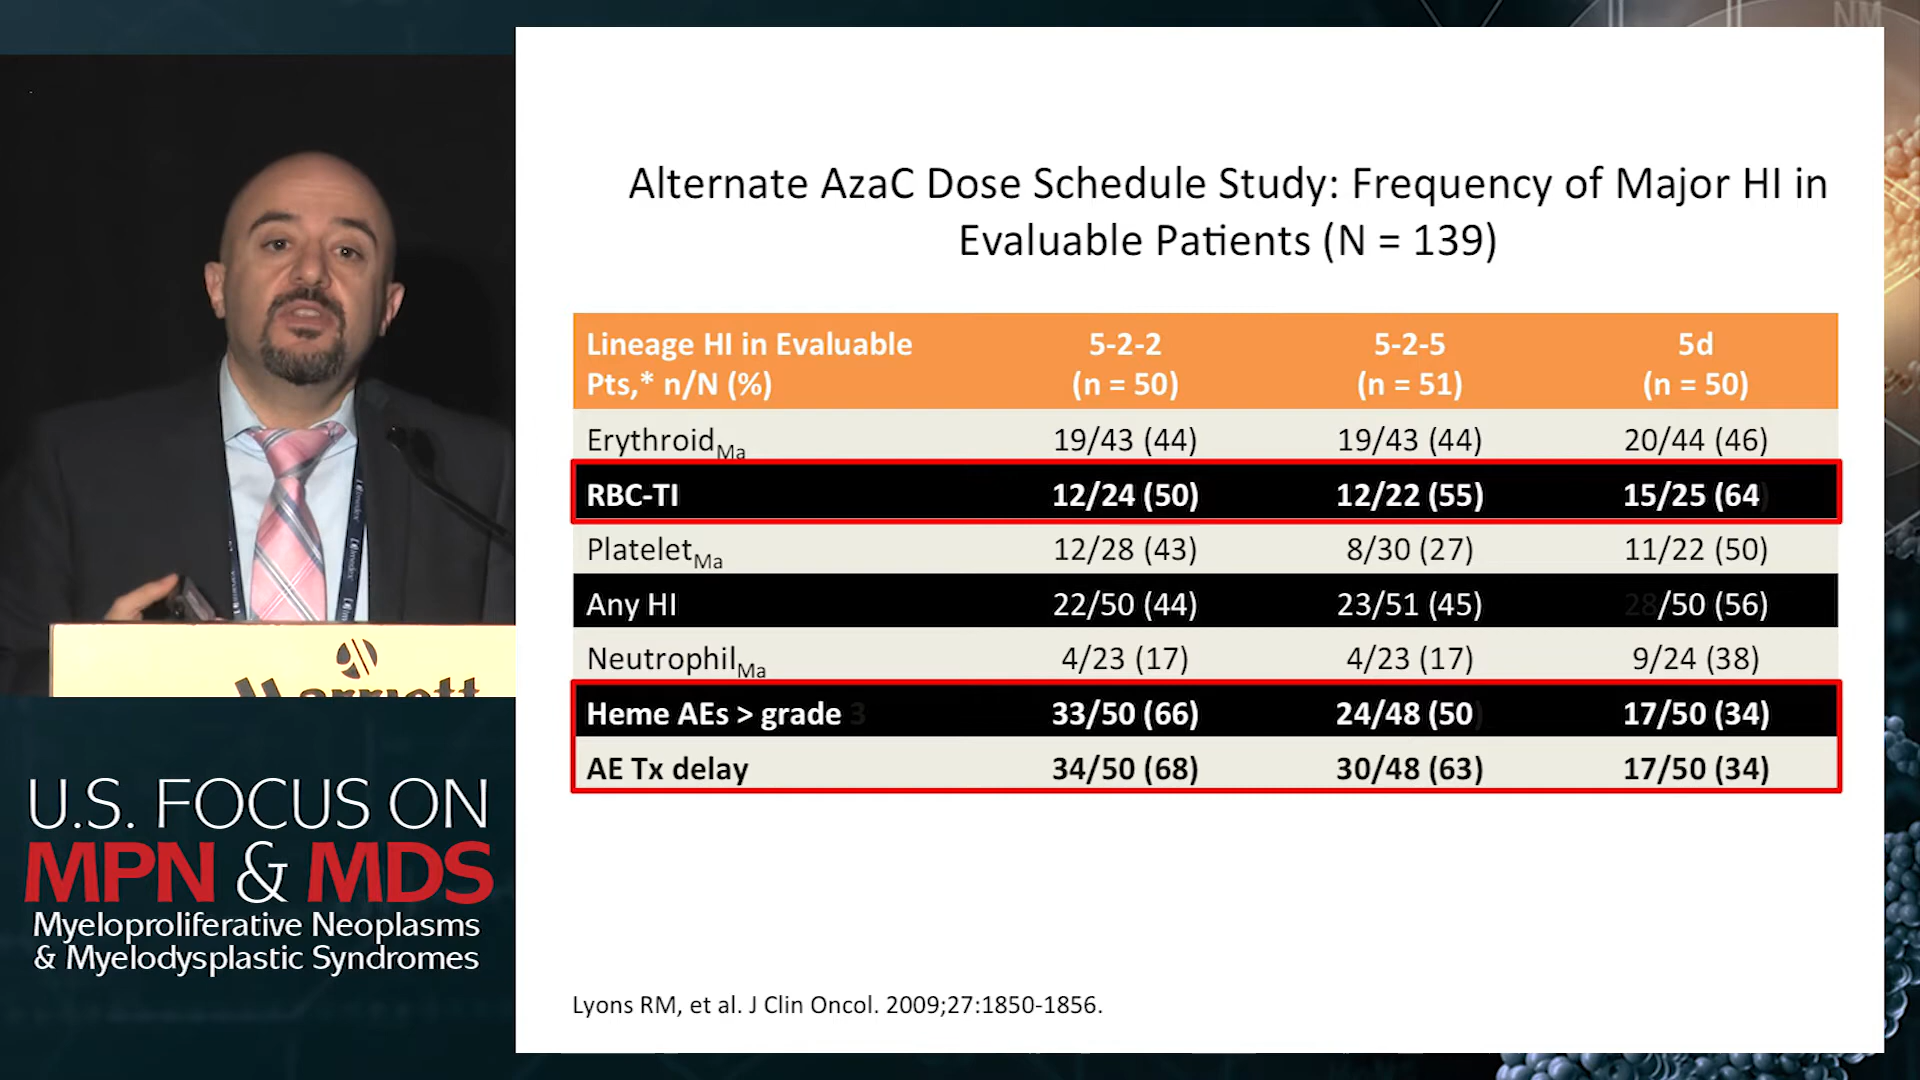 NM
Alternate AzaC Dose Schedule Study: Frequency of Major HI in
Evaluable Patients (N = 139)
Lineage HI in Evaluable Pts,* n/N (%) 5-2-2 (n = 50) 5-2-5 (n = 51) 5d (n = 50)
ErythroidMa 19/43 (44) 19/43 (44) 20/44 (46)
RBC-TI 12/24 (50) 12/22 (55) 15/25 (64)
PlateletMa 12/28 (43) 8/30 (27) 11/22 (50)
Any HI 22/50 (44) 23/51 (45) 28/50 (56)
NeutrophilMa 4/23 (17) 4/23 (17) 9/24 (38)
Heme AEs > grade 3 33/50 (66) 24/48 (50) 17/50 (34)
AE Tx delay 34/50 (68) 30/48 (63) 17/50 (34)
Lyons RM, et al. J Clin Oncol. 2009;27:1850-1856.
Marriott
U.S. FOCUS ON
MPN & MDS
Myeloproliferative Neoplasms
& Myelodysplastic Syndromes